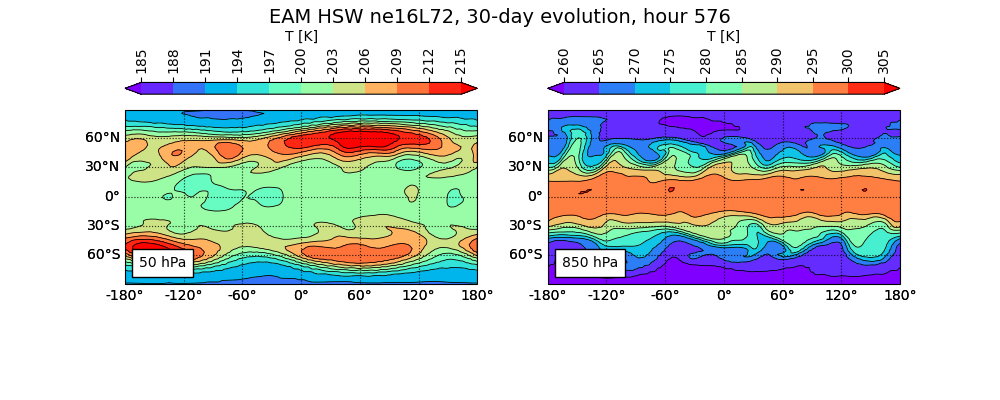 EAM HSW ne16L72, 30-day evolution, hour 576
T [K]
185 188 191 194 197 200 203 206 209 212 215
60°N
30°N
0°
30°S
60°S
50 hPa
-180° -120° -60° 0° 60° 120° 180°
T [K]
260 265 270 275 280 285 290 295 300 305
60°N
30°N
0°
30°S
60°S
850 hPa
-180° -120° -60° 0° 60° 120° 180°